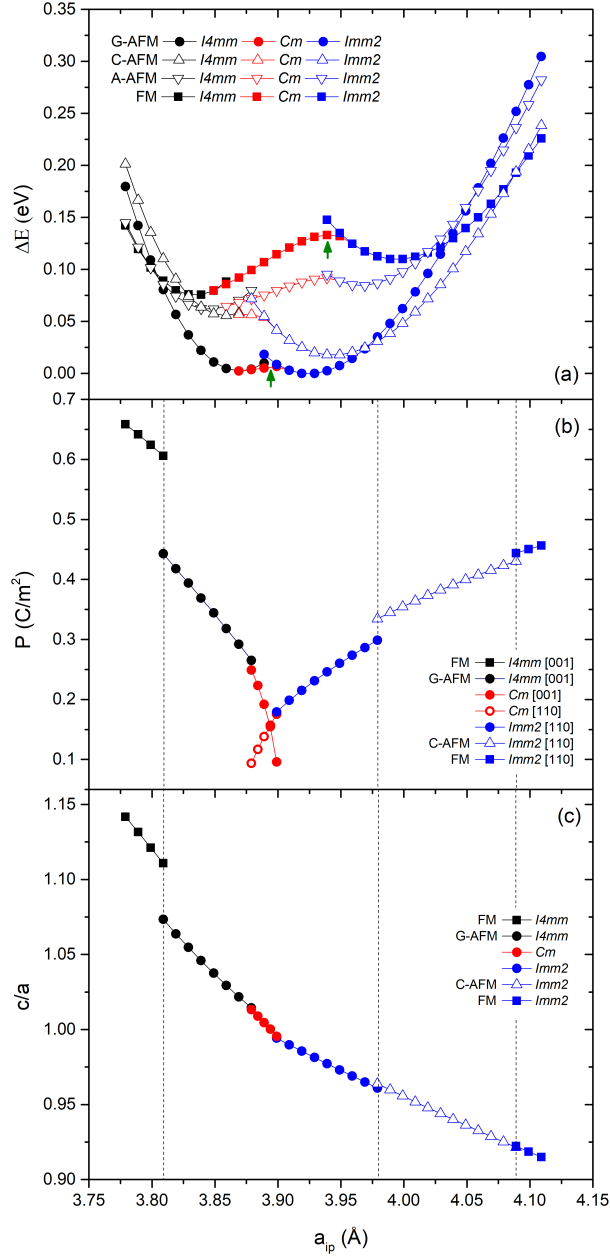 G-AFM I4mm Cm Imm2
C-AFM I4mm Cm Imm2
A-AFM I4mm Cm Imm2
FM I4mm Cm Imm2
0.35
0.30
0.25
0.20
0.15
0.10
0.05
0.00
ΔE (eV)
(a)
0.7
0.6
0.5
0.4
0.3
0.2
0.1
P (C/m²)
(b)
FM I4mm [001]
G-AFM I4mm [001]
Cm [001]
Cm [110]
Imm2 [110]
C-AFM Imm2 [110]
FM Imm2 [110]
1.15
1.10
1.05
1.00
0.95
0.90
c/a
(c)
FM I4mm
G-AFM I4mm
Cm
Imm2
C-AFM Imm2
FM Imm2
3.75 3.80 3.85 3.90 3.95 4.00 4.05 4.10 4.15
aip (Å)